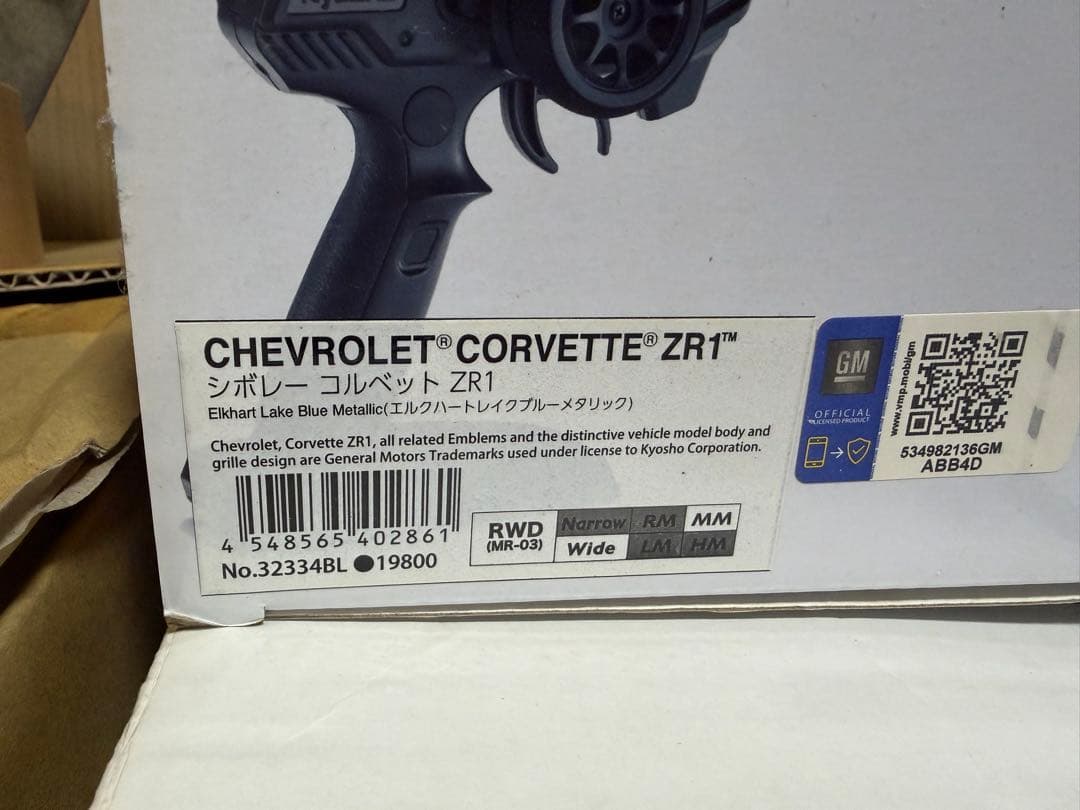 CHEVROLET® CORVETTE® ZR1™
シボレー コルベット ZR1
Elkhart Lake Blue Metallic(エルクハートレイクブルーメタリック)
Chevrolet, Corvette ZR1, all related Emblems and the distinctive vehicle model body and
grille design are General Motors Trademarks used under license to Kyosho Corporation.
4 548565 402861
No.32334BL ●19800
RWD
(MR-03)
Narrow RM MM
Wide LM HM
GM
OFFICIAL
LICENSED PRODUCT
www.vmp.mobi/gm
534982136GM
ABB4D